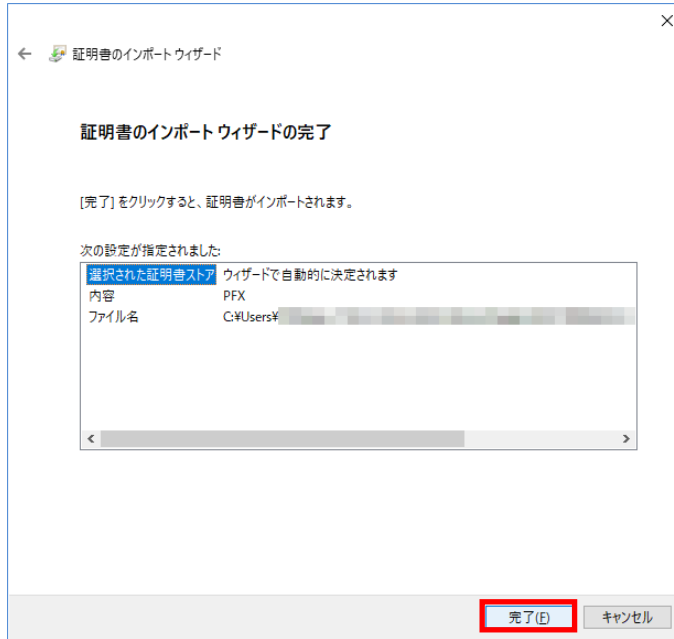 証明書のインポート ウィザード
証明書のインポート ウィザードの完了
[完了] をクリックすると、証明書がインポートされます。
次の設定が指定されました:
選択された証明書ストア ウィザードで自動的に決定されます
内容 PFX
ファイル名 C:¥Users¥
完了(F) キャンセル